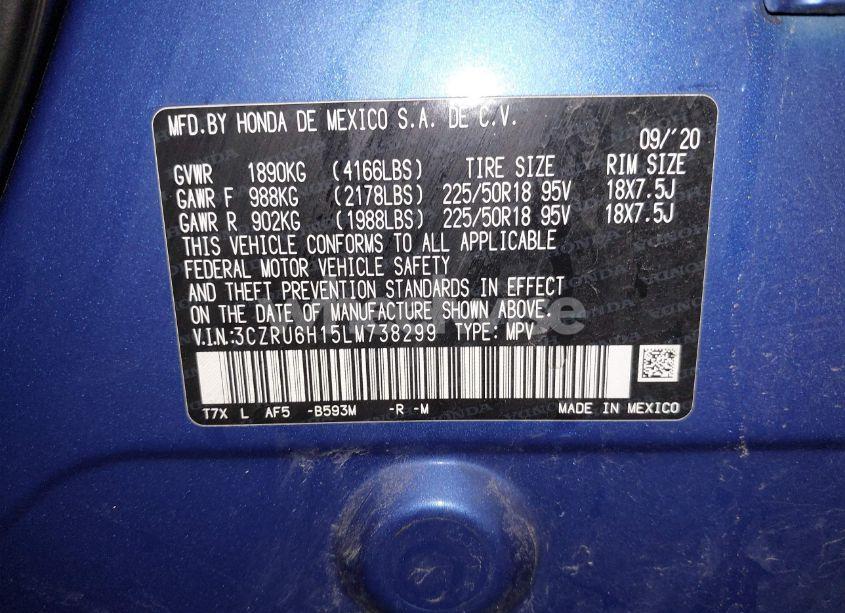 MFD.BY HONDA DE MEXICO S.A. DE C.V.
09/'20
GVWR 1890KG (4166LBS) TIRE SIZE RIM SIZE
GAWR F 988KG (2178LBS) 225/50R18 95V 18X7.5J
GAWR R 902KG (1988LBS) 225/50R18 95V 18X7.5J
THIS VEHICLE CONFORMS TO ALL APPLICABLE
FEDERAL MOTOR VEHICLE SAFETY
AND THEFT PREVENTION STANDARDS IN EFFECT
ON THE DATE OF MANUFACTURE SHOWN ABOVE.
V.I.N:3CZRU6H15LM738299 TYPE: MPV
T7X L AF5 -B593M -R -M MADE IN MEXICO